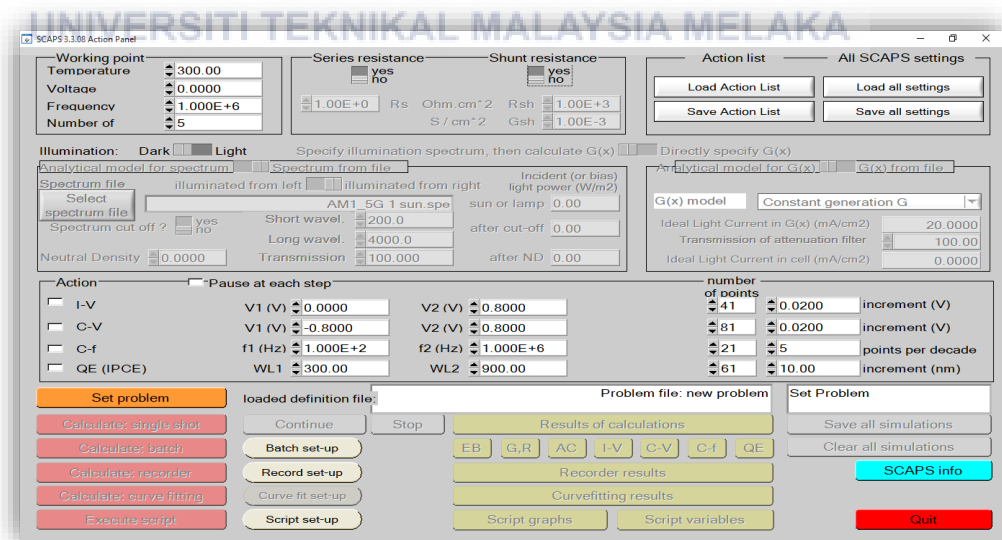 UNIVERSITI TEKNIKAL MALAYSIA MELAKA
SCAPS 3.3.08 Action Panel
Working point
Temperature 300.00
Voltage 0.0000
Frequency 1.000E+6
Number of 5
Series resistance
yes
no
Shunt resistance
yes
no
1.00E+0 Rs Ohm.cm^2 Rsh 1.00E+3
S / cm^2 Gsh 1.00E-3
Action list
All SCAPS settings
Load Action List
Load all settings
Save Action List
Save all settings
Illumination: Dark Light
Specify illumination spectrum, then calculate G(x)
Directly specify G(x)
Analytical model for spectrum
Spectrum from file
Spectrum file
illuminated from left
illuminated from right
Incident (or bias)
light power (W/m2)
Select
spectrum file
AM1_5G 1 sun.spe
sun or lamp 0.00
Spectrum cut off ?
yes
no
Short wavel. 200.0
Long wavel. 4000.0
after cut-off 0.00
Neutral Density 0.0000
Transmission 100.000
after ND 0.00
Analytical model for G(x)
G(x) from file
G(x) model
Constant generation G
Ideal Light Current in G(x) (mA/cm2) 20.0000
Transmission of attenuation filter 100.00
Ideal Light Current in cell (mA/cm2) 0.0000
Action
Pause at each step
number
of points
I-V V1 (V) 0.0000 V2 (V) 0.8000 41 0.0200 increment (V)
C-V V1 (V) -0.8000 V2 (V) 0.8000 81 0.0200 increment (V)
C-f f1 (Hz) 1.000E+2 f2 (Hz) 1.000E+6 21 5 points per decade
QE (IPCE) WL1 300.00 WL2 900.00 61 10.00 increment (nm)
Set problem
loaded definition file:
Problem file: new problem
Set Problem
Calculate: single shot
Continue
Stop
Results of calculations
Save all simulations
Calculate: batch
Batch set-up
EB G,R AC I-V C-V C-f QE
Clear all simulations
Calculate: recorder
Record set-up
Recorder results
SCAPS info
Calculate: curve fitting
Curve fit set-up
Curvefitting results
Execute script
Script set-up
Script graphs
Script variables
Quit